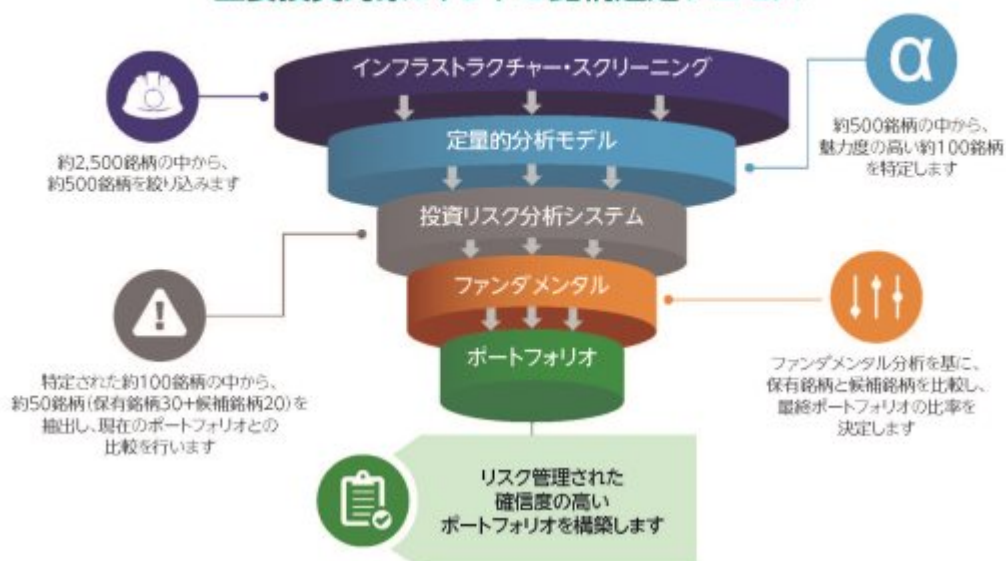 インフラストラクチャー・スクリーニング
約2,500銘柄の中から、
約500銘柄を絞り込みます
定量的分析モデル
α
約500銘柄の中から、
魅力度の高い約100銘柄
を特定します
投資リスク分析システム
特定された約100銘柄の中から、
約50銘柄(保有銘柄30+候補銘柄20)を
抽出し、現在のポートフォリオとの
比較を行います
ファンダメンタル
ファンダメンタル分析を基に、
保有銘柄と候補銘柄を比較し、
最終ポートフォリオの比率を
決定します
ポートフォリオ
リスク管理された
確信度の高い
ポートフォリオを構築します